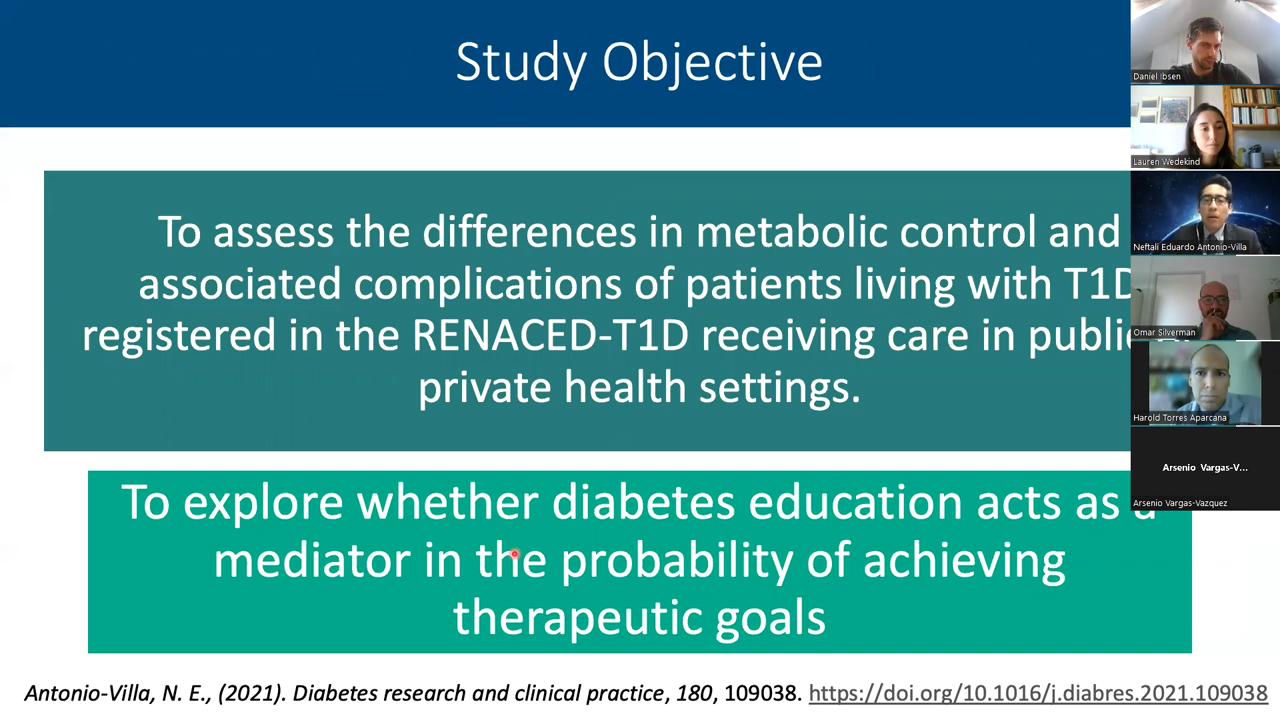 Study Objective
To assess the differences in metabolic control and
associated complications of patients living with T1D
registered in the RENACED-T1D receiving care in public
private health settings.
To explore whether diabetes education acts as a
mediator in the probability of achieving
therapeutic goals
Antonio-Villa, N. E., (2021). Diabetes research and clinical practice, 180, 109038. https://doi.org/10.1016/j.diabres.2021.109038
Daniel Ibsen
Lauren Wedekind
Neftali Eduardo Antonio-Villa
Omar Silverman
Harold Torres Aparcana
Arsenio Vargas-V...
Arsenio Vargas-Vazquez